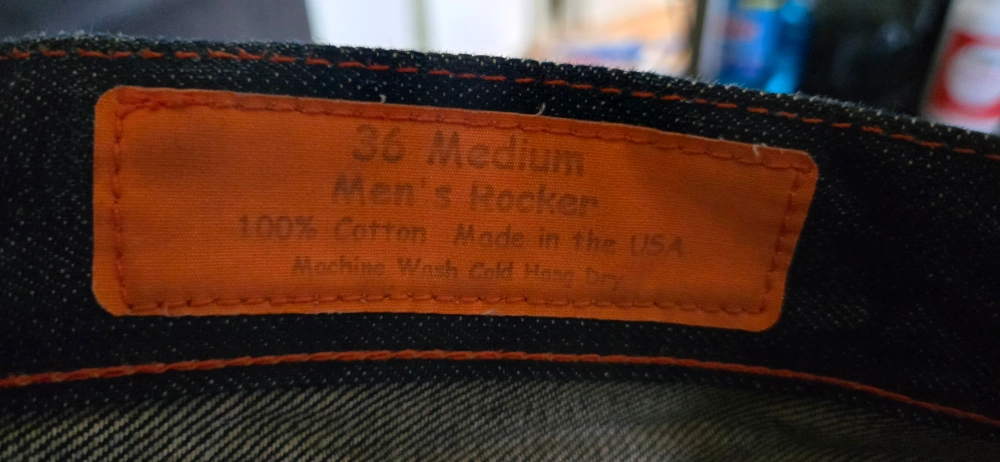 36 Medium
Men's Rocker
100% Cotton Made in the USA
Machine Wash Cold Hang Dry